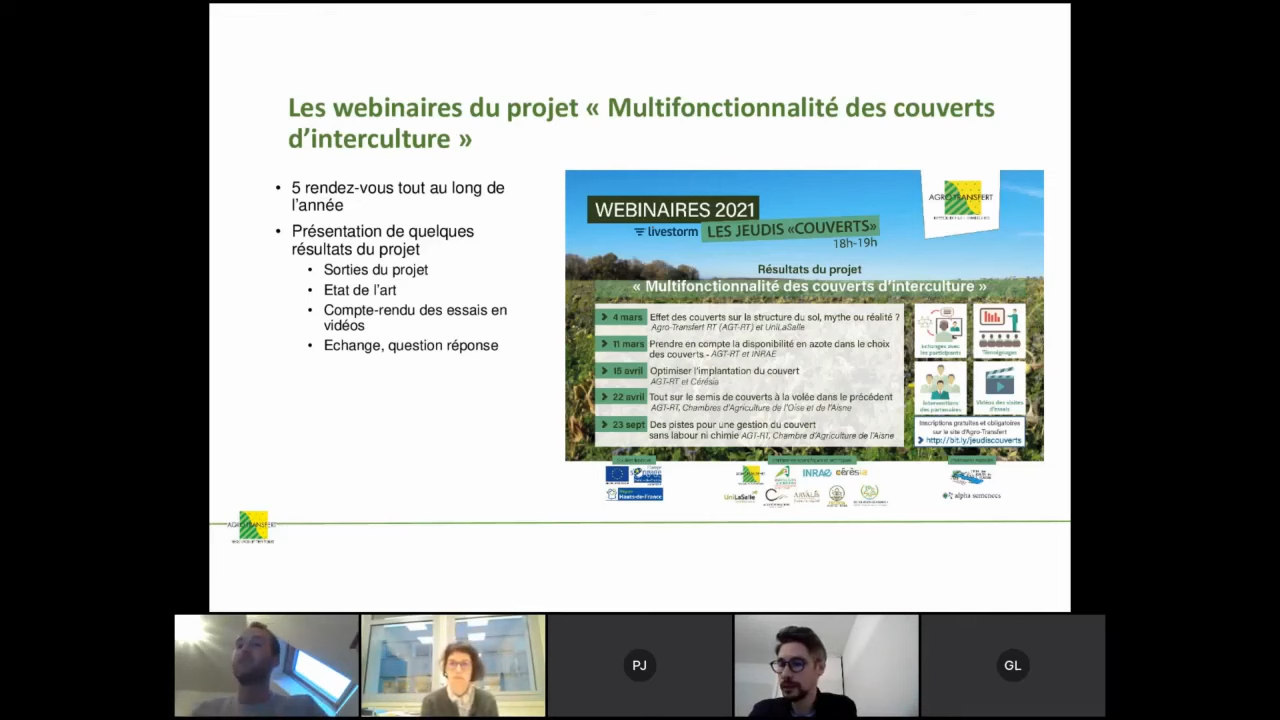 Les webinaires du projet « Multifonctionnalité des couverts
d'interculture »
• 5 rendez-vous tout au long de
l'année
• Présentation de quelques
résultats du projet
• Sorties du projet
• Etat de l'art
• Compte-rendu des essais en
vidéos
• Echange, question réponse
AGRO TRANSFERT
WEBINAIRES 2021
livestorm
LES JEUDIS «COUVERTS»
18h-19h
Résultats du projet
« Multifonctionnalité des couverts d'interculture »
4 mars Effet des couverts sur la structure du sol, mythe ou réalité ?
Agro-Transfert RT (AGT-RT) et UniLaSalle
11 mars Prendre en compte la disponibilité en azote dans le choix
des couverts - AGT-RT et INRAE
15 avril Optimiser l'implantation du couvert
AGT-RT et Cérésia
22 avril Tout sur le semis de couverts à la volée dans le précédent
AGT-RT, Chambres d'Agriculture de l'Oise et de l'Aisne
23 sept Des pistes pour une gestion du couvert
sans labour ni chimie AGT-RT, Chambre d'Agriculture de l'Aisne
Echanges avec
les participants
Témoignages
Interventions
des partenaires
Vidéos des visites
d'essais
Inscriptions gratuites et obligatoires
sur le site d'Agro-Transfert
http://bit.ly/jeudiscouverts
Hauts-de-France
INRAE
cérésia
UniLaSalle
ARVALIS
alpha semences
AGRO TRANSFERT
PJ
GL